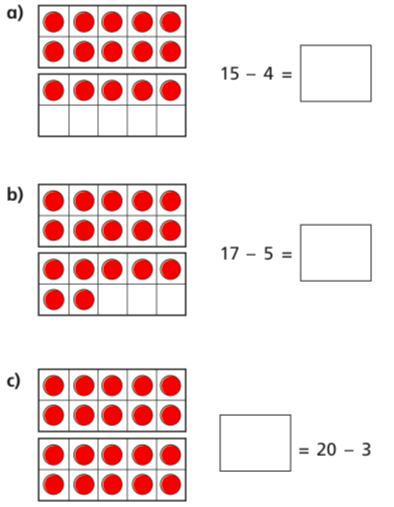 a)
15 – 4 =
b)
17 – 5 =
c)
= 20 – 3